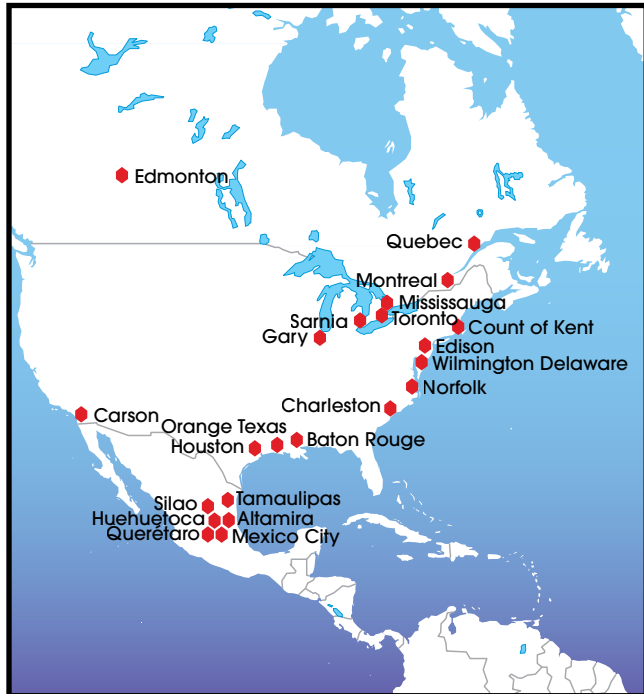 Edmonton
Quebec
Montreal
Mississauga
Sarnia
Toronto
Count of Kent
Gary
Edison
Wilmington Delaware
Norfolk
Charleston
Carson
Orange Texas
Houston
Baton Rouge
Silao
Tamaulipas
Huehuetoca
Altamira
Querétaro
Mexico City